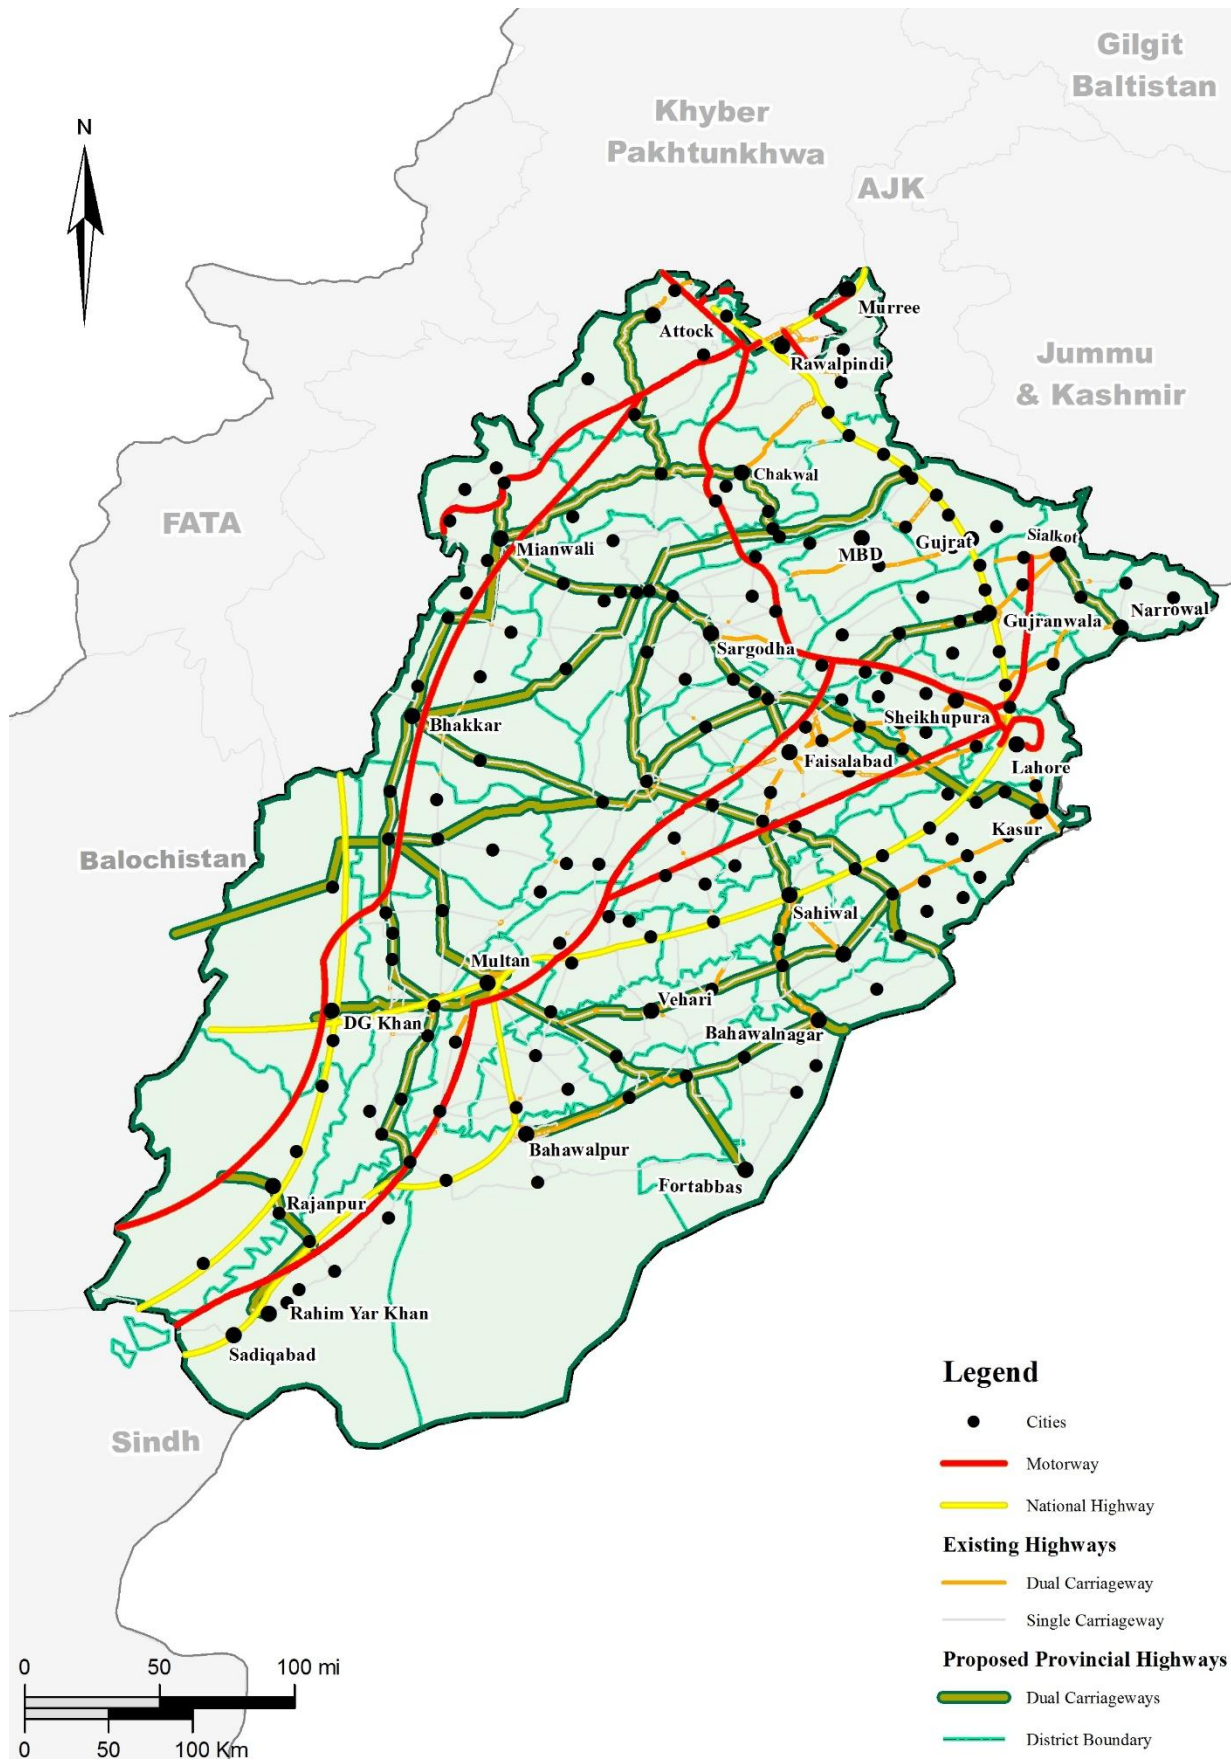 Gilgit
Baltistan
Khyber
Pakhtunkhwa
AJK
N
Jummu
& Kashmir
FATA
Balochistan
Sindh
Murree
Attock
Rawalpindi
Chakwal
Mianwali
MBD
Gujrat
Sialkot
Narrowal
Gujranwala
Sargodha
Bhakkar
Sheikhupura
Faisalabad
Lahore
Kasur
Sahiwal
Multan
Vehari
DG Khan
Bahawalnagar
Bahawalpur
Fortabbas
Rajanpur
Rahim Yar Khan
Sadiqabad
Legend
Cities
Motorway
National Highway
Existing Highways
Dual Carriageway
Single Carriageway
Proposed Provincial Highways
Dual Carriageways
District Boundary
0 50 100 mi
0 50 100 Km